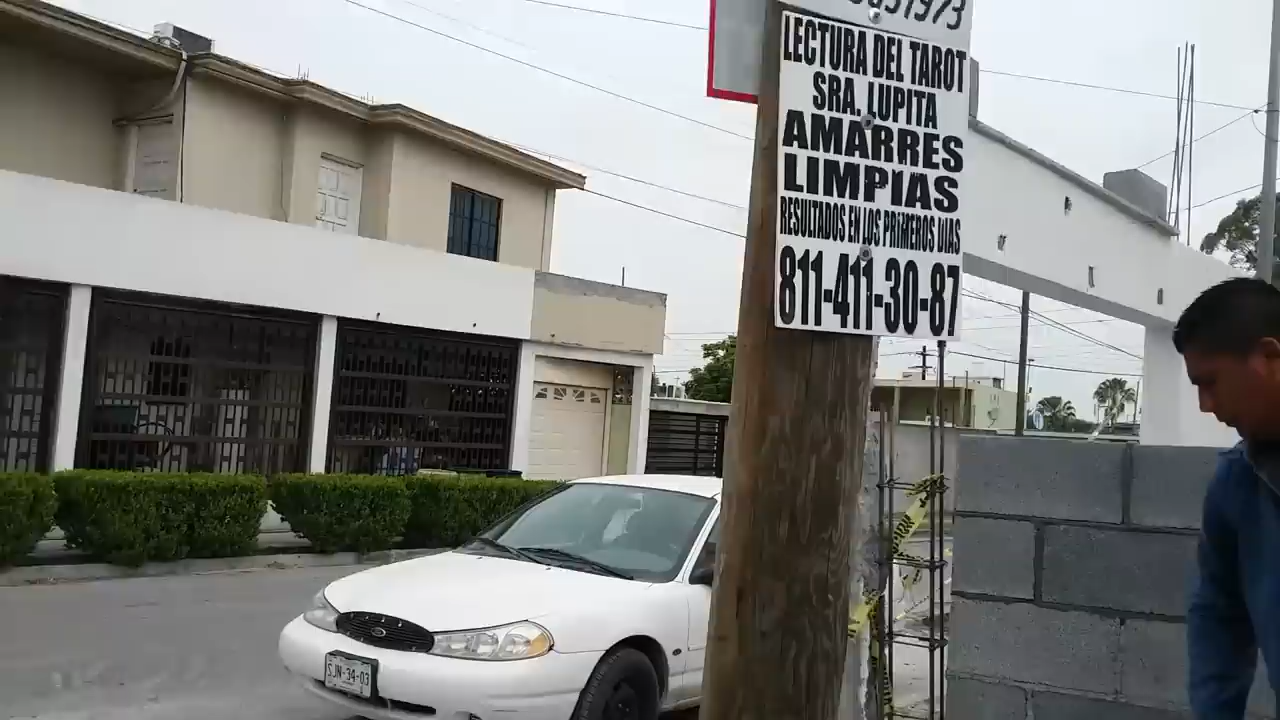 LECTURA DEL TAROT
SRA. LUPITA
AMARRES
LIMPIAS
RESULTADOS EN LOS PRIMEROS DIAS
811-411-30-87
SJN-34-03